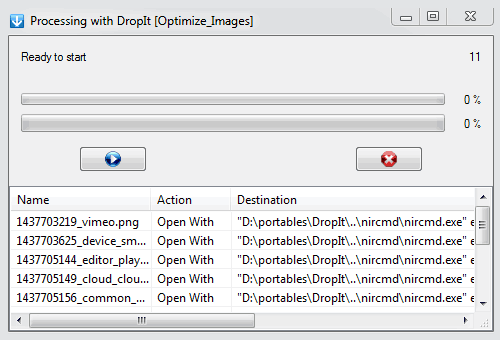 Processing with DropIt [Optimize_Images]
Ready to start 11
0 %
0 %
Name Action Destination
1437703219_vimeo.png Open With "D:\portables\DropIt\..\nircmd\nircmd.exe" e
1437703625_device_sm... Open With "D:\portables\DropIt\..\nircmd\nircmd.exe" e
1437705144_editor_play... Open With "D:\portables\DropIt\..\nircmd\nircmd.exe" e
1437705149_cloud_clou... Open With "D:\portables\DropIt\..\nircmd\nircmd.exe" e
1437705156_common_... Open With "D:\portables\DropIt\..\nircmd\nircmd.exe" e